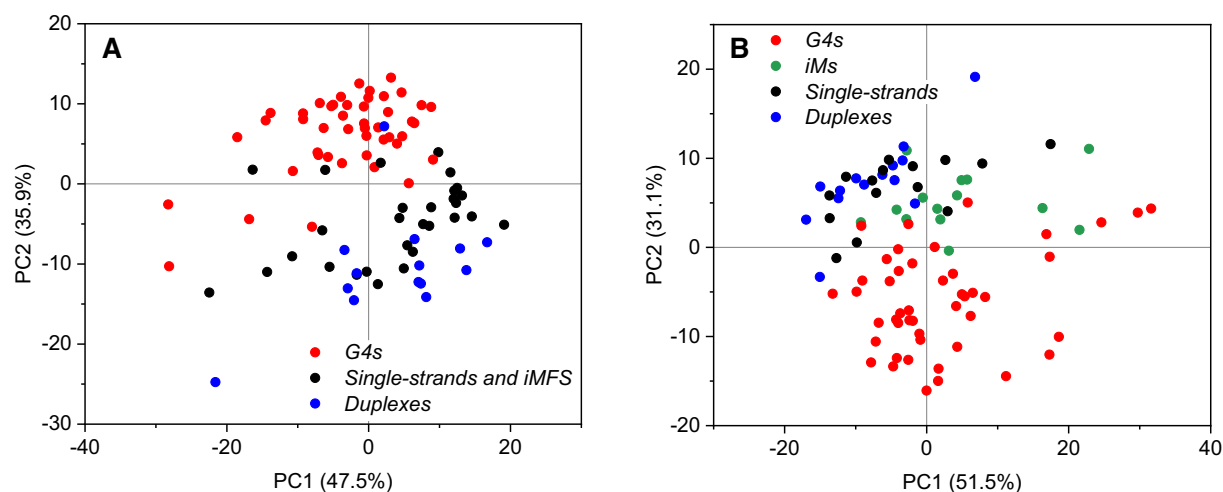 A
20
10
0
-10
-20
-30
PC2 (35.9%)
G4s
Single-strands and iMFS
Duplexes
-40
-20
0
20
PC1 (47.5%)
B
G4s
iMs
Single-strands
Duplexes
20
10
0
-10
-20
PC2 (31.1%)
-20
0
20
40
PC1 (51.5%)